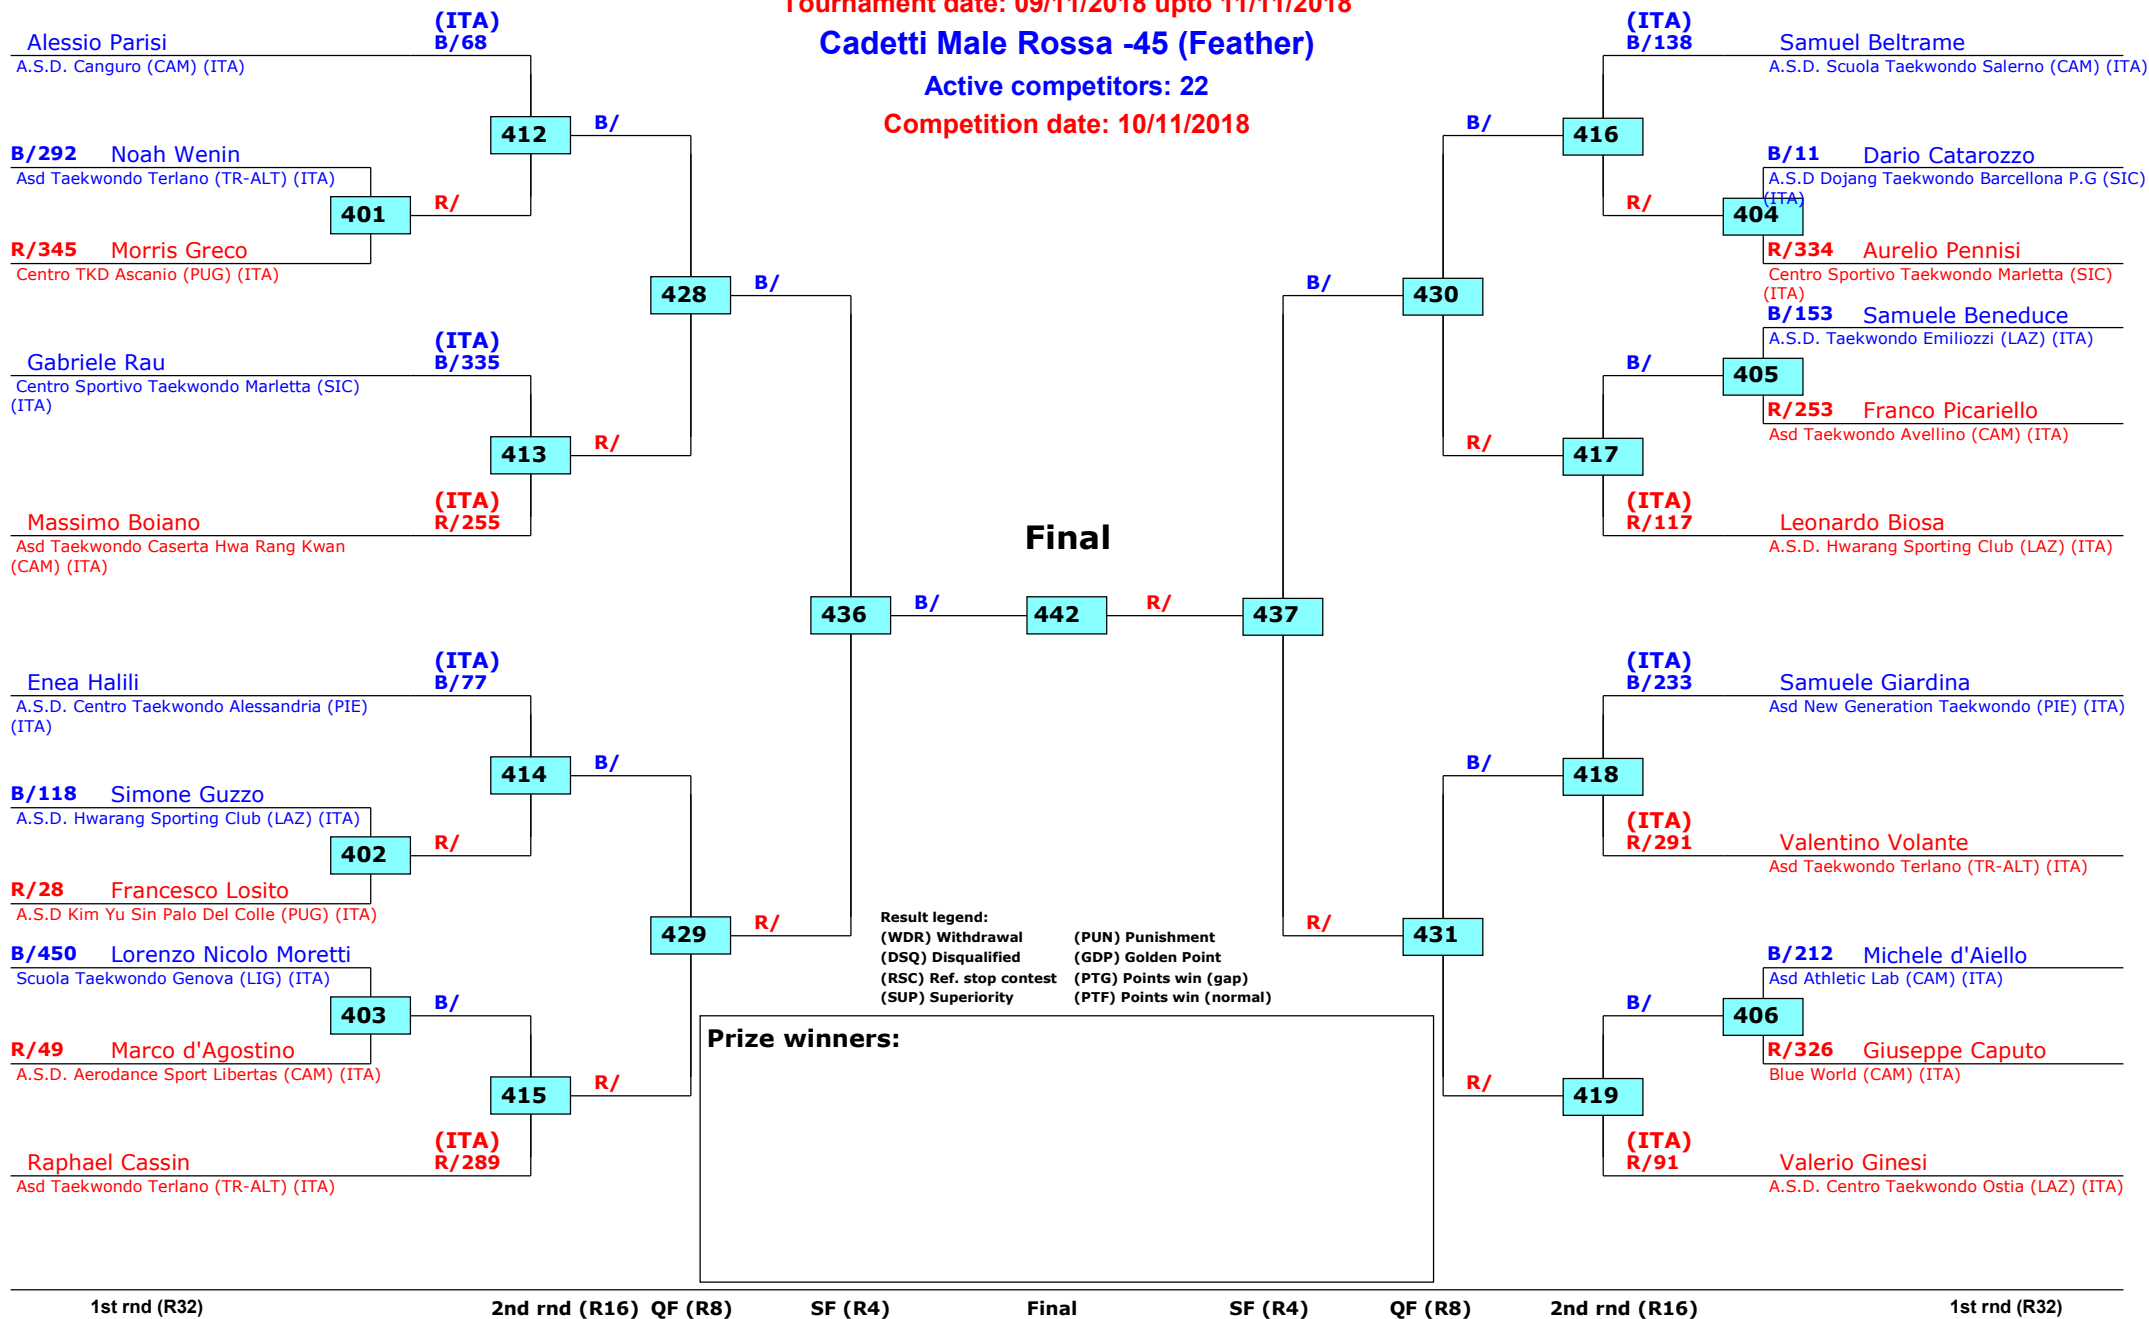 Tournament date: 09/11/2018 upto 11/11/2018
Cadetti Male Rossa -45 (Feather)
Active competitors: 22
Competition date: 10/11/2018
(ITA)
Alessio Parisi B/68
A.S.D. Canguro (CAM) (ITA)
412 B/
B/292 Noah Wenin
Asd Taekwondo Terlano (TR-ALT) (ITA)
401 R/
R/345 Morris Greco
Centro TKD Ascanio (PUG) (ITA)
428 B/
(ITA)
Gabriele Rau B/335
Centro Sportivo Taekwondo Marletta (SIC)
(ITA)
413 R/
(ITA)
Massimo Boiano R/255
Asd Taekwondo Caserta Hwa Rang Kwan
(CAM) (ITA)
436 B/
(ITA)
Enea Halili B/77
A.S.D. Centro Taekwondo Alessandria (PIE)
(ITA)
414 B/
B/118 Simone Guzzo
A.S.D. Hwarang Sporting Club (LAZ) (ITA)
402 R/
R/28 Francesco Losito
A.S.D Kim Yu Sin Palo Del Colle (PUG) (ITA)
429 R/
B/450 Lorenzo Nicolo Moretti
Scuola Taekwondo Genova (LIG) (ITA)
403 B/
R/49 Marco d'Agostino
A.S.D. Aerodance Sport Libertas (CAM) (ITA)
415 R/
(ITA)
Raphael Cassin R/289
Asd Taekwondo Terlano (TR-ALT) (ITA)
Final
442
(ITA)
B/138 Samuel Beltrame
A.S.D. Scuola Taekwondo Salerno (CAM) (ITA)
B/ 416
B/11 Dario Catarozzo
A.S.D Dojang Taekwondo Barcellona P.G (SIC)
(ITA)
R/ 404
R/334 Aurelio Pennisi
Centro Sportivo Taekwondo Marletta (SIC)
(ITA)
B/ 430
B/153 Samuele Beneduce
A.S.D. Taekwondo Emiliozzi (LAZ) (ITA)
B/ 405
R/253 Franco Picariello
Asd Taekwondo Avellino (CAM) (ITA)
R/ 417
(ITA)
R/117 Leonardo Biosa
A.S.D. Hwarang Sporting Club (LAZ) (ITA)
R/ 437
(ITA)
B/233 Samuele Giardina
Asd New Generation Taekwondo (PIE) (ITA)
B/ 418
(ITA)
R/291 Valentino Volante
Asd Taekwondo Terlano (TR-ALT) (ITA)
R/ 431
B/212 Michele d'Aiello
Asd Athletic Lab (CAM) (ITA)
B/ 406
R/326 Giuseppe Caputo
Blue World (CAM) (ITA)
R/ 419
(ITA)
R/91 Valerio Ginesi
A.S.D. Centro Taekwondo Ostia (LAZ) (ITA)
Result legend:
(WDR) Withdrawal (PUN) Punishment
(DSQ) Disqualified (GDP) Golden Point
(RSC) Ref. stop contest (PTG) Points win (gap)
(SUP) Superiority (PTF) Points win (normal)
Prize winners:
1st rnd (R32) 2nd rnd (R16) QF (R8) SF (R4) Final SF (R4) QF (R8) 2nd rnd (R16) 1st rnd (R32)